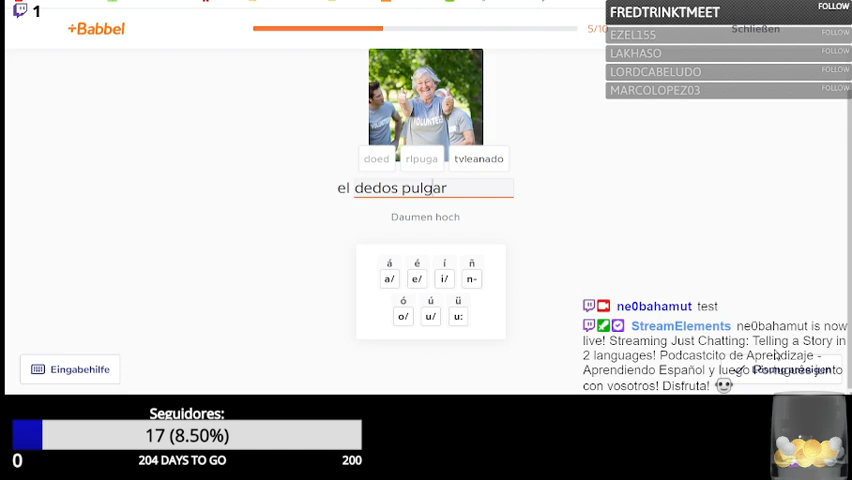 1
÷Babbel
5/10
Schließen
FREDTRINKTMEET FOLLOW
EZEL155 FOLLOW
LAKHASO FOLLOW
LORDCABELUDO FOLLOW
MARCOLOPEZ03 FOLLOW
VOLUNTEER
doed rlpuga tvleanado
el dedos pulgar
Daumen hoch
á é í ñ
a/ e/ i/ n~
ó ú ü
o/ u/ u:
Eingabehilfe
Lösung anzeigen
ne0bahamut test
StreamElements ne0bahamut is now
live! Streaming Just Chatting: Telling a Story in
2 languages! Podcastcito de Aprendizaje -
Aprendiendo Español y luego Portugués junto
con vosotros! Disfruta!
Seguidores:
17 (8.50%)
0 204 DAYS TO GO 200